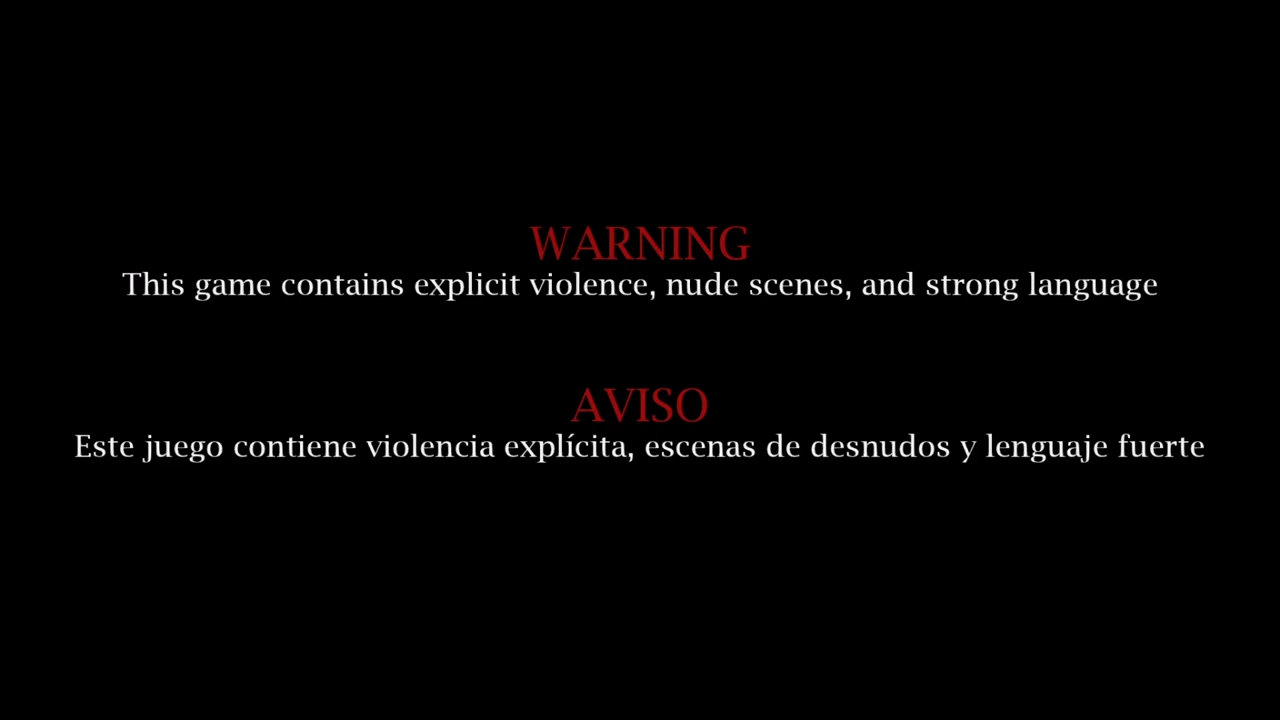 WARNING
This game contains explicit violence, nude scenes, and strong language
AVISO
Este juego contiene violencia explícita, escenas de desnudos y lenguaje fuerte